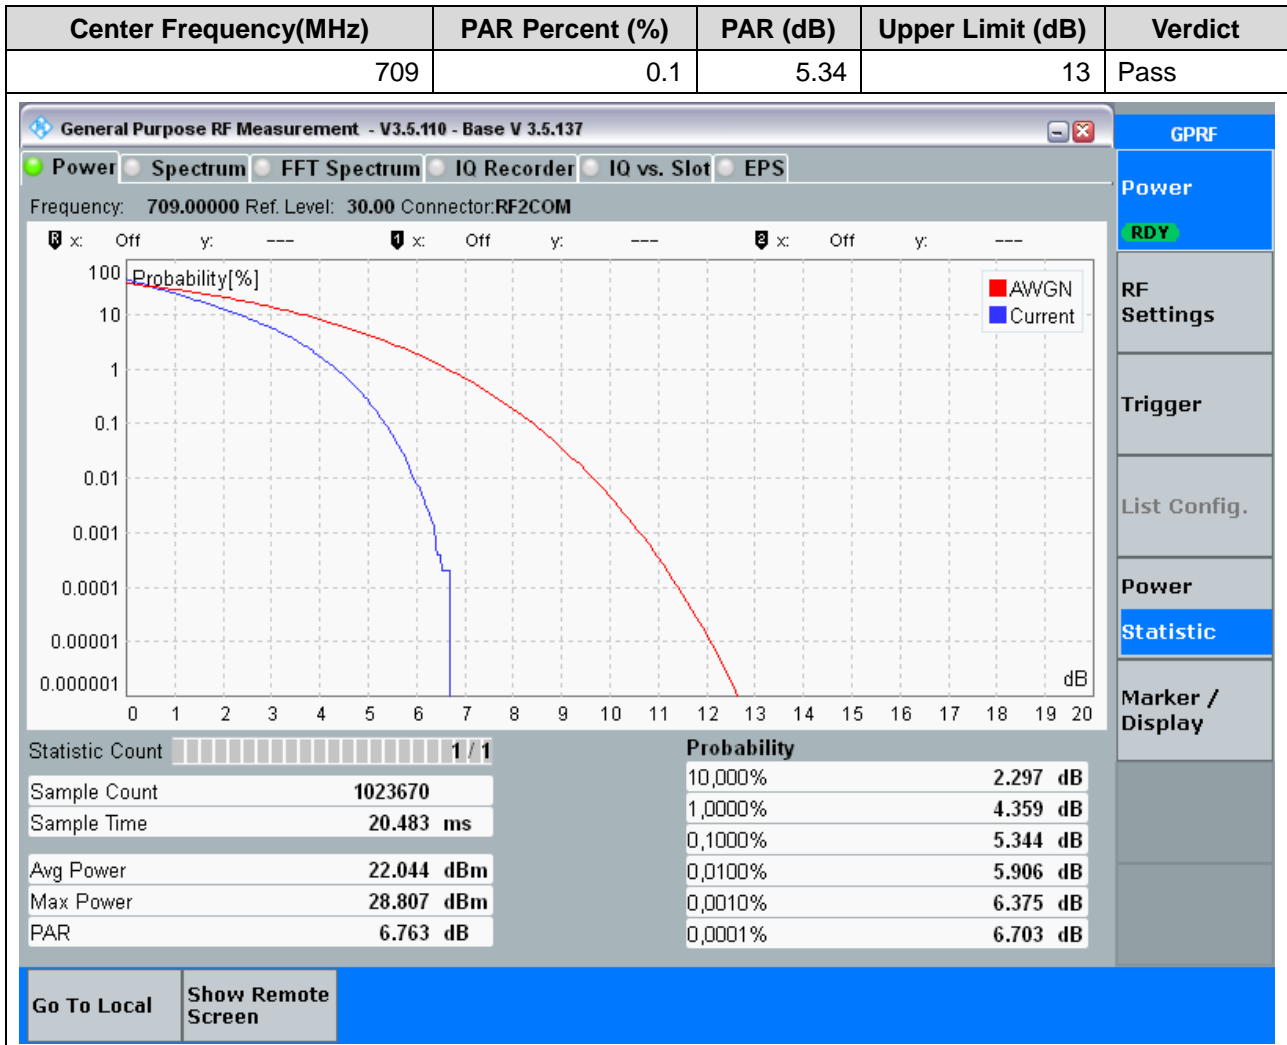 Center Frequency(MHz) PAR Percent (%) PAR (dB) Upper Limit (dB) Verdict
709 0.1 5.34 13 Pass
General Purpose RF Measurement - V3.5.110 - Base V 3.5.137
GPRF
Power Spectrum FFT Spectrum IQ Recorder IQ vs. Slot EPS
Frequency: 709.00000 Ref. Level: 30.00 Connector:RF2COM
R x: Off y: --- 1 x: Off y: --- 2 x: Off y: ---
Probability[%]
AWGN
Current
100
10
1
0.1
0.01
0.001
0.0001
0.00001
0.000001
dB
0 1 2 3 4 5 6 7 8 9 10 11 12 13 14 15 16 17 18 19 20
Statistic Count 1 / 1
Sample Count 1023670
Sample Time 20.483 ms
Avg Power 22.044 dBm
Max Power 28.807 dBm
PAR 6.763 dB
Probability
10,000% 2.297 dB
1,0000% 4.359 dB
0,1000% 5.344 dB
0,0100% 5.906 dB
0,0010% 6.375 dB
0,0001% 6.703 dB
Power
RDY
RF
Settings
Trigger
List Config.
Power
Statistic
Marker /
Display
Go To Local
Show Remote
Screen